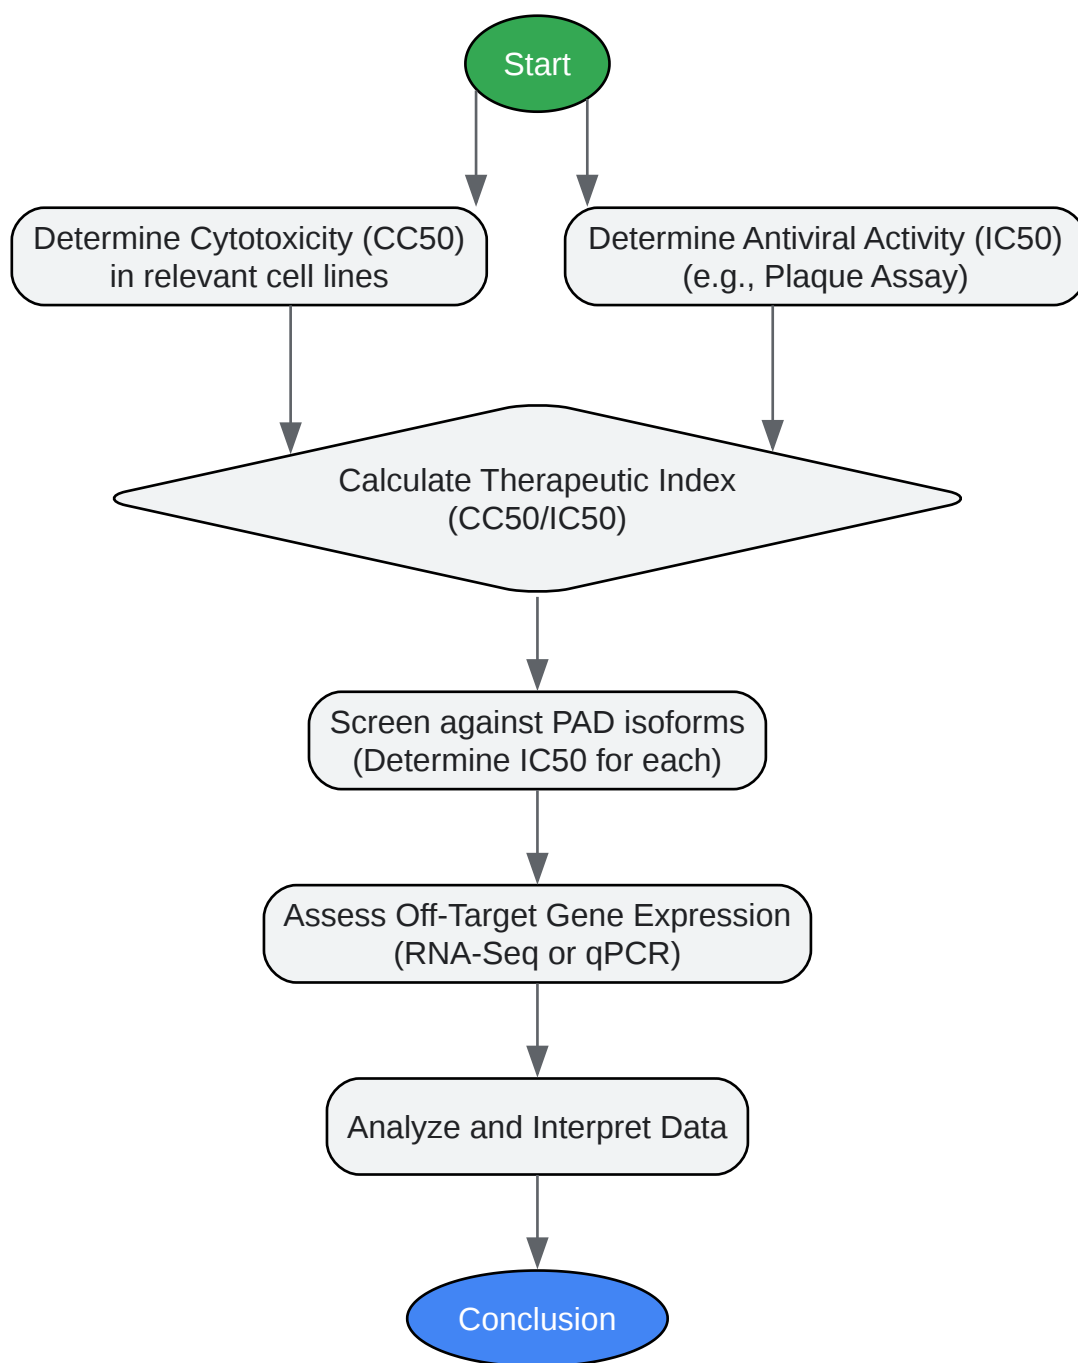 Start
Determine Cytotoxicity (CC50)
in relevant cell lines
Determine Antiviral Activity (IC50)
(e.g., Plaque Assay)
Calculate Therapeutic Index
(CC50/IC50)
Screen against PAD isoforms
(Determine IC50 for each)
Assess Off-Target Gene Expression
(RNA-Seq or qPCR)
Analyze and Interpret Data
Conclusion